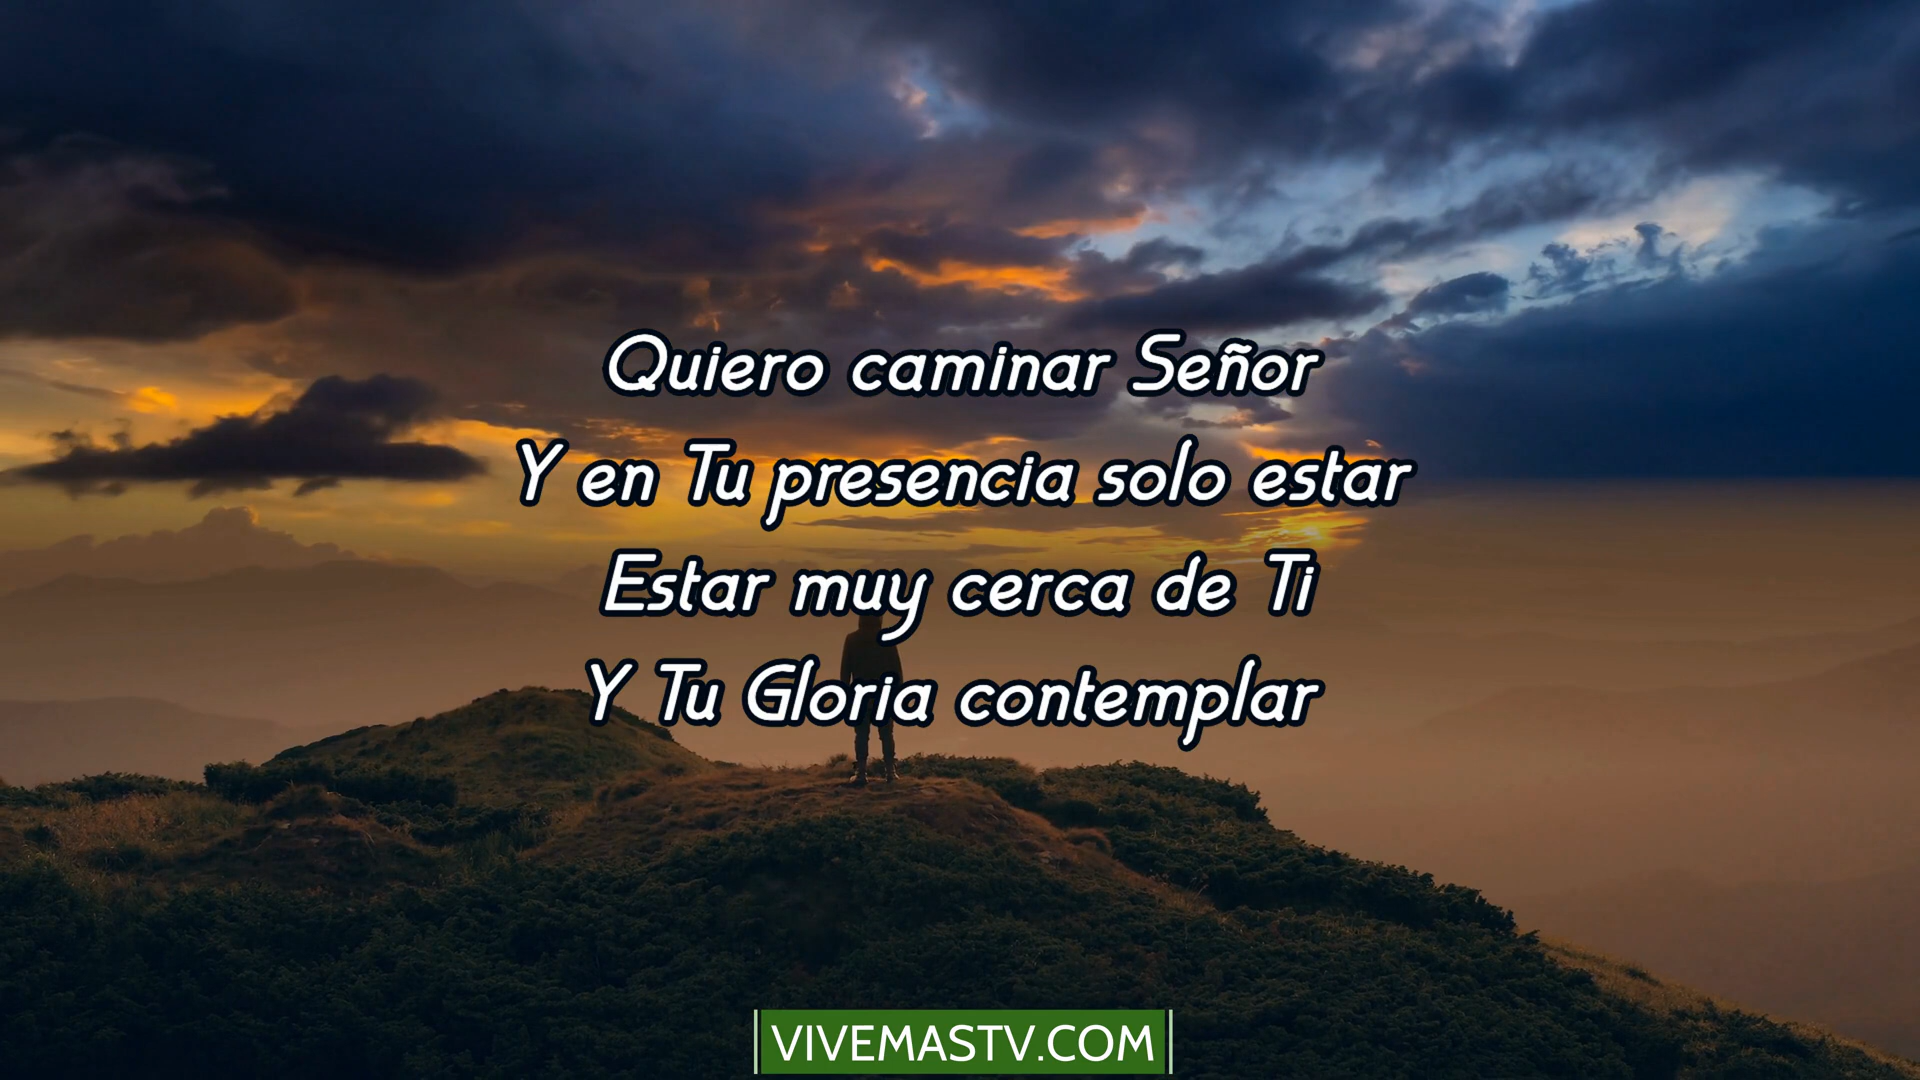 Quiero caminar Señor
Y en Tu presencia solo estar
Estar muy cerca de Ti
Y Tu Gloria contemplar
VIVEMASTV.COM